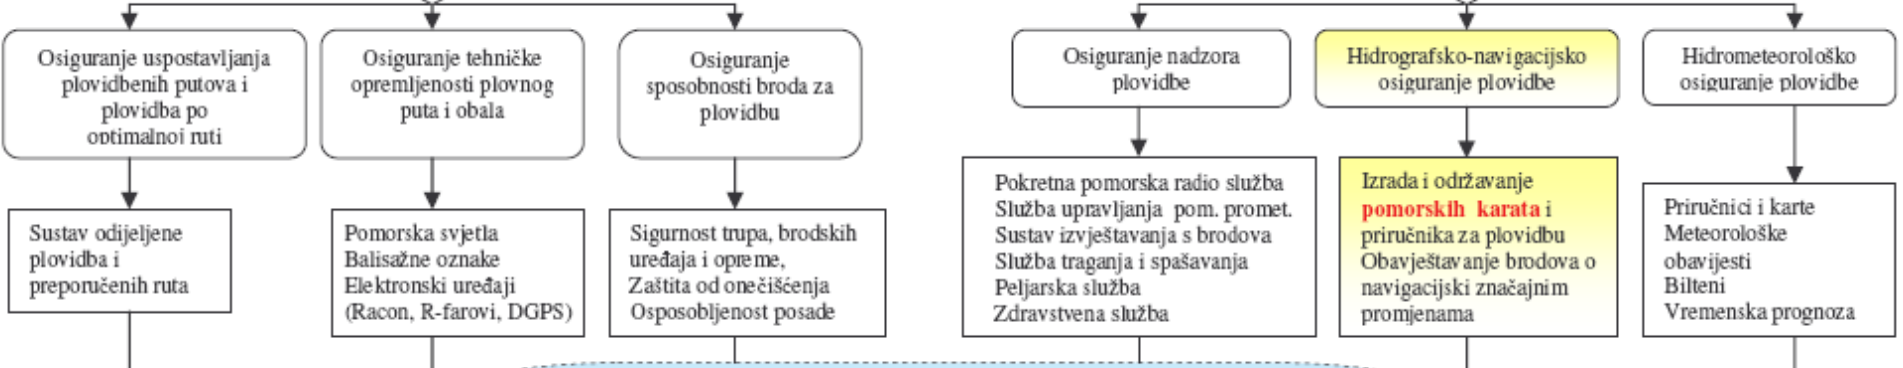 Osiguranje uspostavljanja
plovidbenih putova i
plovidba po
optimalnoj ruti
Osiguranje tehničke
opremljenosti plovnog
puta i obala
Osiguranje
sposobnosti broda za
plovidbu
Osiguranje nadzora
plovidbe
Hidrografsko-navigacijsko
osiguranje plovidbe
Hidrometeorološko
osiguranje plovidbe
Sustav odijeljene
plovidba i
preporučenih ruta
Pomorska svjetla
Balisažne oznake
Elektronski uređaji
(Racon, R-farovi, DGPS)
Sigurnost trupa, brodskih
uređaja i opreme,
Zaštita od onečišćenja
Osposobljenost posade
Pokretna pomorska radio služba
Služba upravljanja pom. promet.
Sustav izvještavanja s brodova
Služba traganja i spašavanja
Peljarska služba
Zdravstvena služba
Izrada i održavanje
pomorskih karata i
priručnika za plovidbu
Obavještavanje brodova o
navigacijski značajnim
promjenama
Priručnici i karte
Meteorološke
obavijesti
Bilteni
Vremenska prognoza